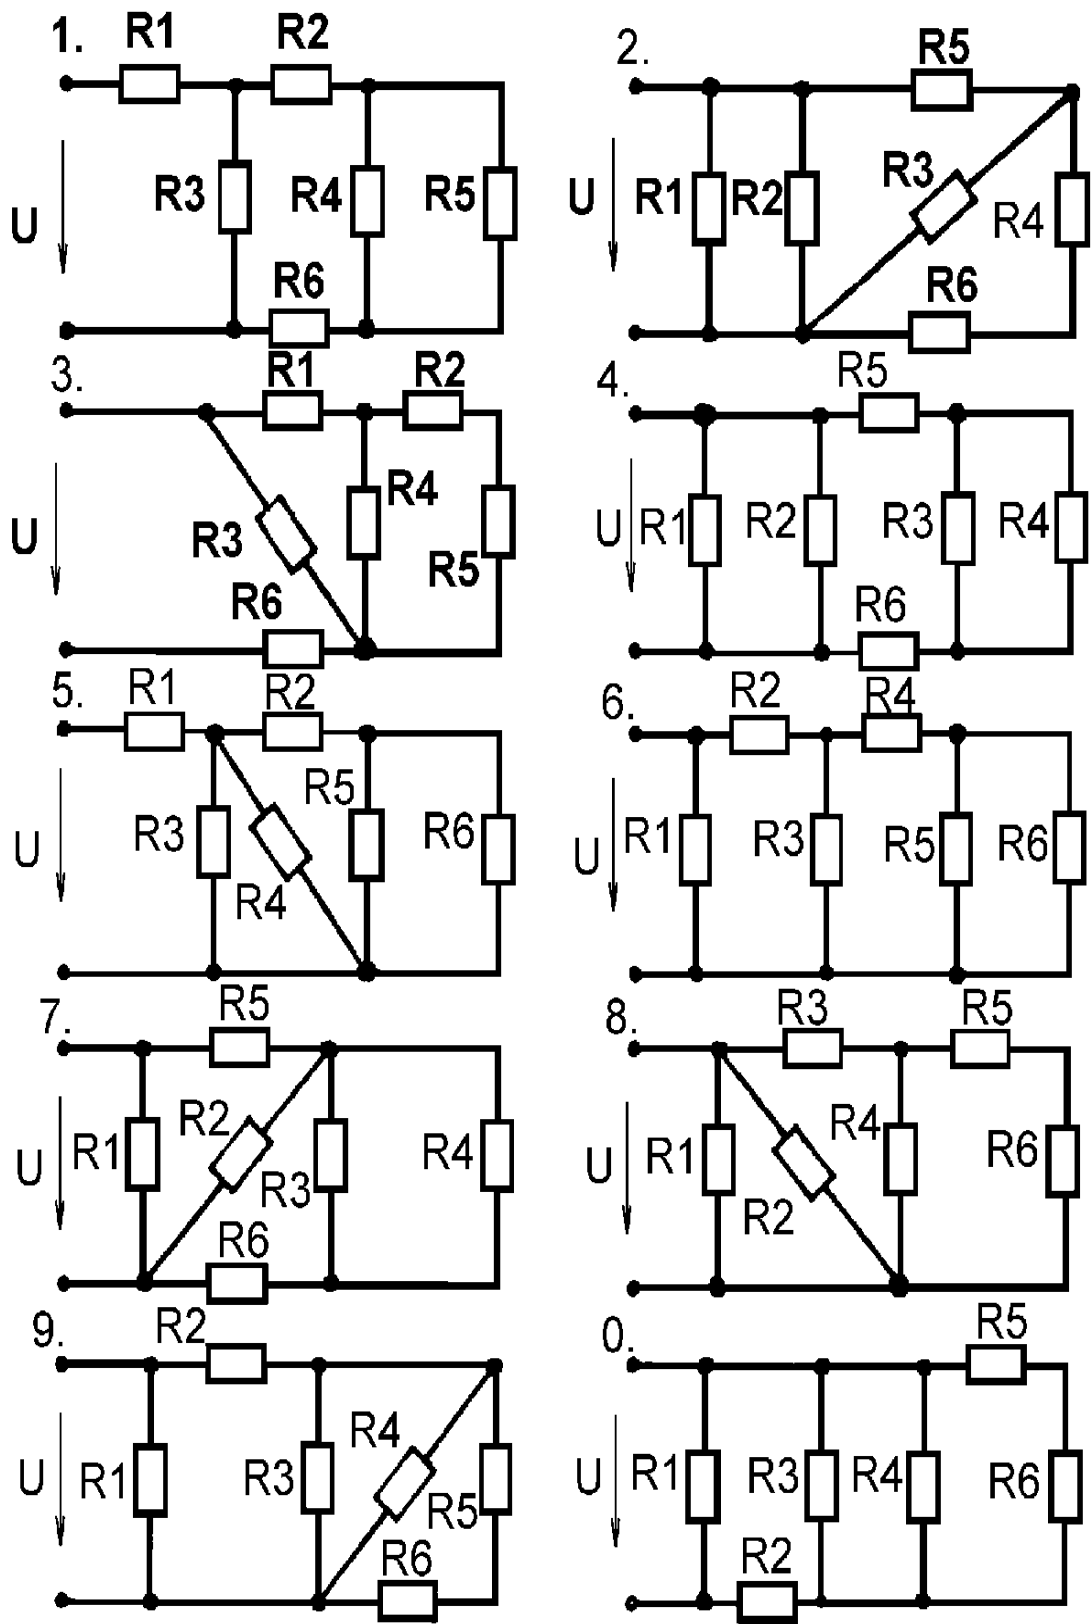 1. R1 R2
R3 R4 R5
U
R6
2. R5
R3
U R1 R2 R4
R6
3. R1 R2
R4
U R3 R5
R6
4. R5
U R1 R2 R3 R4
R6
5. R1 R2
R5
U R3 R6
R4
6. R2 R4
U R1 R3 R5 R6
7. R5
R2
U R1 R3 R4
R6
8. R3 R5
R4
U R1 R6
R2
9. R2
R4
U R1 R3 R5
R6
0. R5
U R1 R3 R4 R6
R2